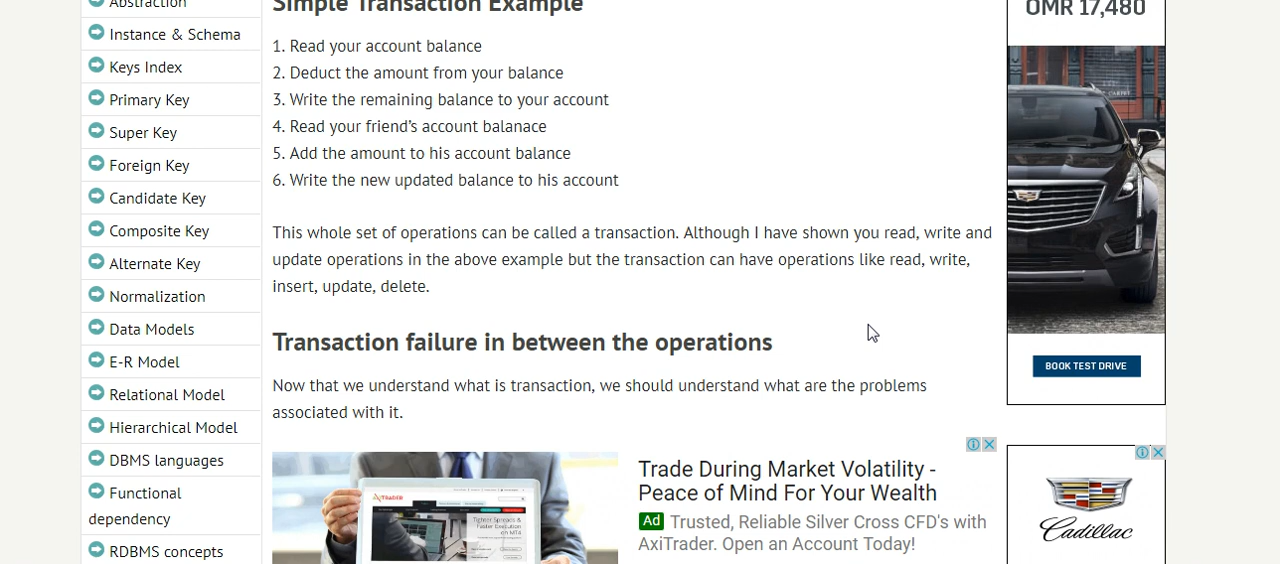 Abstraction
Instance & Schema
Keys Index
Primary Key
Super Key
Foreign Key
Candidate Key
Composite Key
Alternate Key
Normalization
Data Models
E-R Model
Relational Model
Hierarchical Model
DBMS languages
Functional
dependency
RDBMS concepts
Simple Transaction Example
1. Read your account balance
2. Deduct the amount from your balance
3. Write the remaining balance to your account
4. Read your friend’s account balanace
5. Add the amount to his account balance
6. Write the new updated balance to his account
This whole set of operations can be called a transaction. Although I have shown you read, write and
update operations in the above example but the transaction can have operations like read, write,
insert, update, delete.
Transaction failure in between the operations
Now that we understand what is transaction, we should understand what are the problems
associated with it.
AXITRADER
Tighter Spreads &
Faster Execution
on MT4
Trade During Market Volatility -
Peace of Mind For Your Wealth
Ad Trusted, Reliable Silver Cross CFD's with
AxiTrader. Open an Account Today!
OMR 17,480
BOOK TEST DRIVE
Cadillac